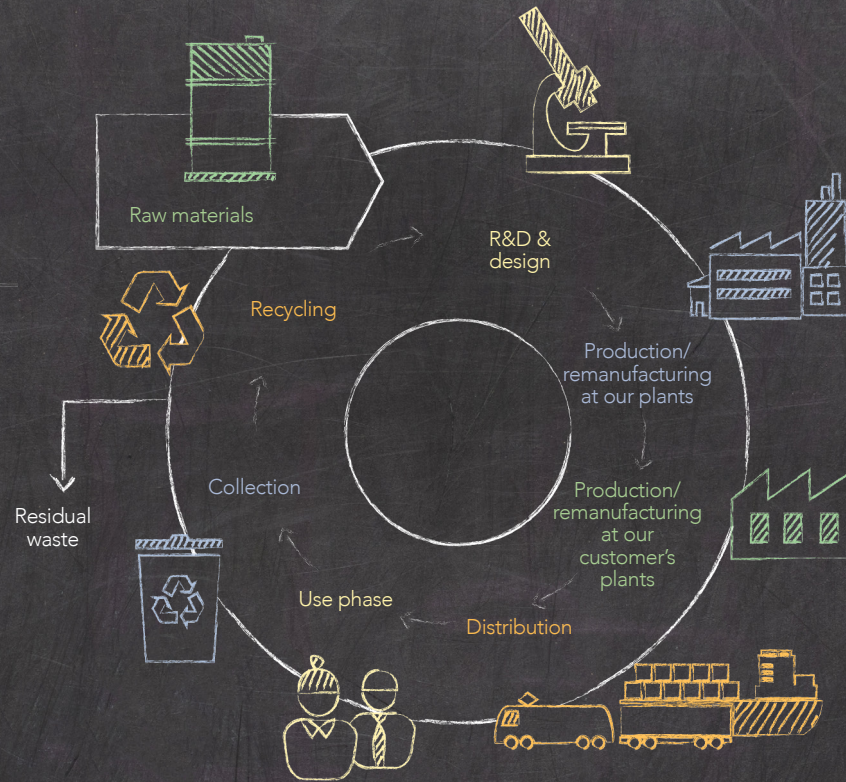 Raw materials
R&D &
design
Production/
remanufacturing
at our plants
Production/
remanufacturing
at our
customer's
plants
Distribution
Use phase
Collection
Recycling
Residual
waste